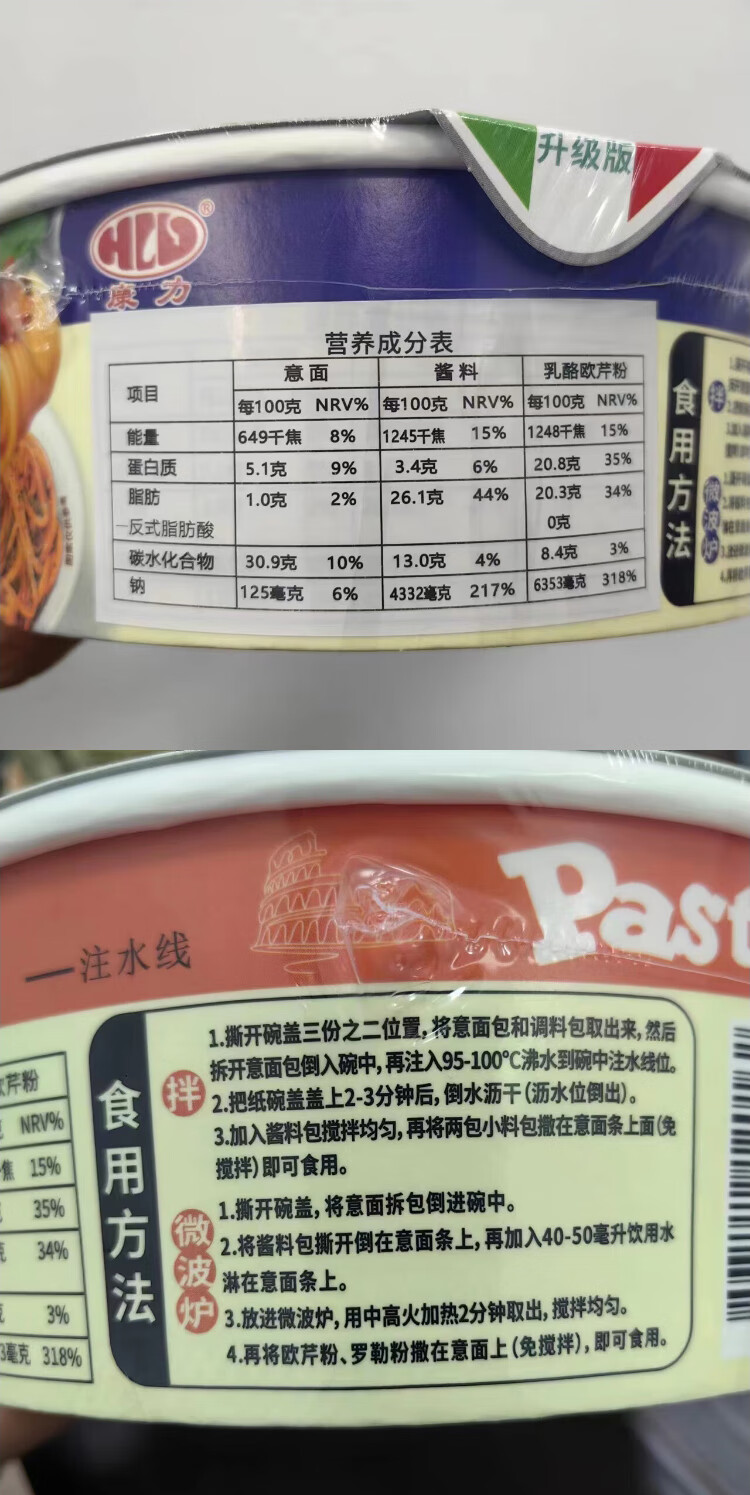 升级版
HLW®
康力
营养成分表
项目 意面 酱料 乳酪欧芹粉
每100克 NRV% 每100克 NRV% 每100克 NRV%
能量 649千焦 8% 1245千焦 15% 1248千焦 15%
蛋白质 5.1克 9% 3.4克 6% 20.8克 35%
脂肪 1.0克 2% 26.1克 44% 20.3克 34%
—反式脂肪酸 0克
碳水化合物 30.9克 10% 13.0克 4% 8.4克 3%
钠 125毫克 6% 4332毫克 217% 6353毫克 318%
食用方法
拌
微波炉
Past
—注水线
芹粉
NRV%
焦 15%
35%
34%
3%
3毫克 318%
食用方法
拌
1.撕开碗盖三份之二位置,将意面包和调料包取出来,然后
拆开意面包倒入碗中,再注入95-100℃沸水到碗中注水线位。
2.把纸碗盖盖上2-3分钟后,倒水沥干(沥水位倒出)。
3.加入酱料包搅拌均匀,再将两包小料包撒在意面条上面(免
搅拌)即可食用。
微波炉
1.撕开碗盖,将意面拆包倒进碗中。
2.将酱料包撕开倒在意面条上,再加入40-50毫升饮用水
淋在意面条上。
3.放进微波炉,用中高火加热2分钟取出,搅拌均匀。
4.再将欧芹粉、罗勒粉撒在意面上(免搅拌),即可食用。